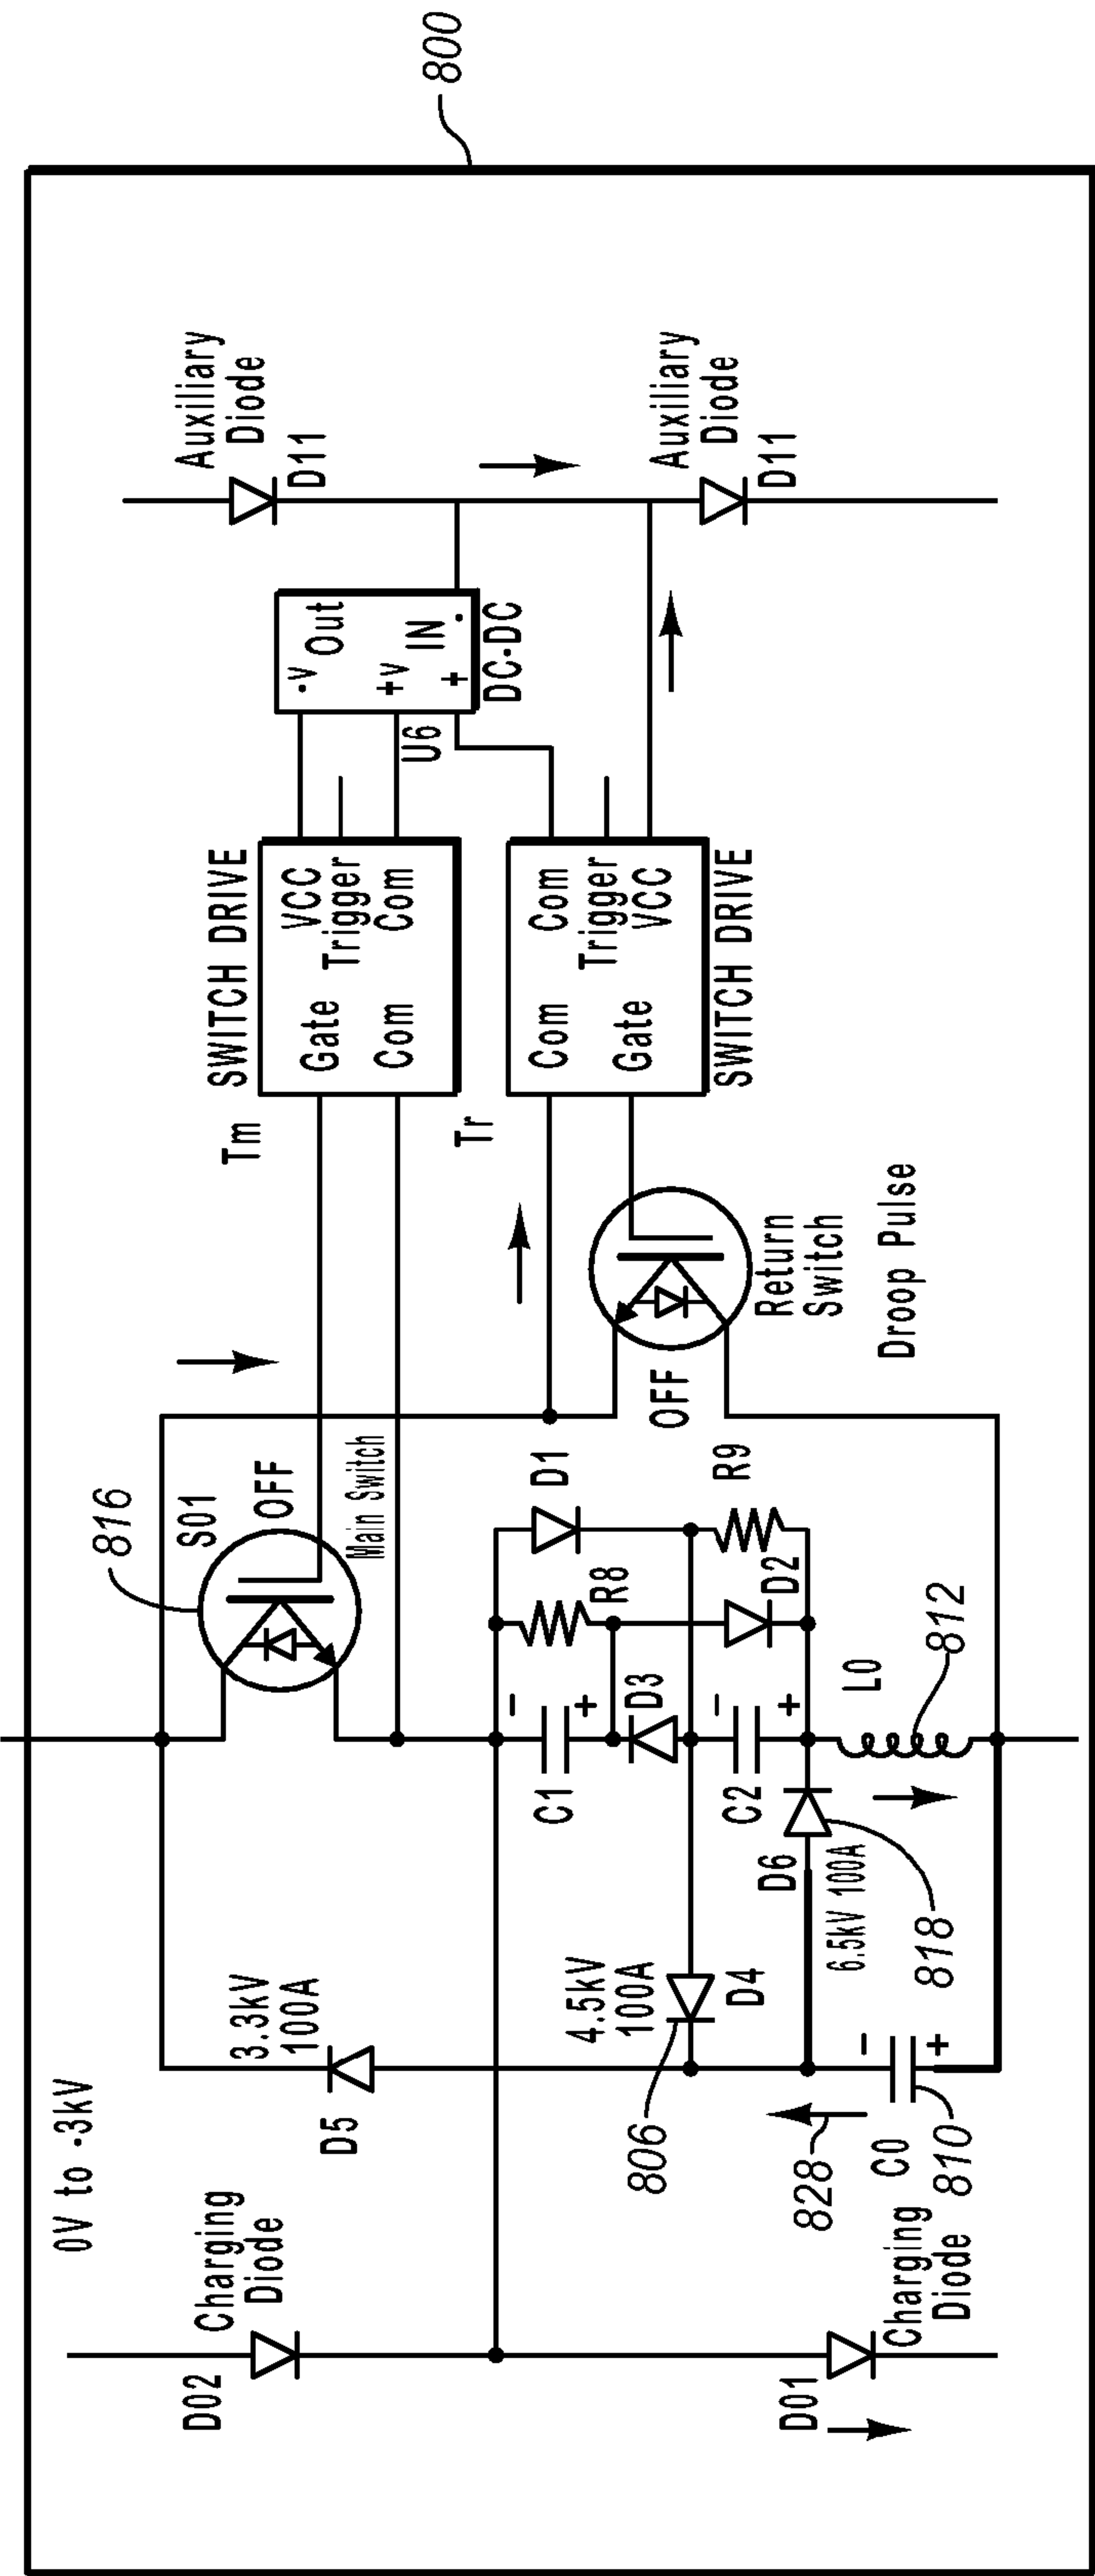 800
0V to -3kV
Charging
Diode
D02
D01
Charging
Diode
3.3kV
100A
D5
4.5kV
100A
D4
806
828
C0
810
-
+
D6
6.5kV 100A
818
816
S01
OFF
Main Switch
C1
-
+
D3
R8
D1
C2
-
+
D2
R9
L0
812
OFF
Return
Switch
Droop Pulse
Tm
SWITCH DRIVE
Gate
VCC
Trigger
Com
Com
Tr
Com
Com
Trigger
Gate
VCC
SWITCH DRIVE
U6
-V
Out
+V
IN
+
-
DC-DC
Auxiliary
Diode
D11
Auxiliary
Diode
D11